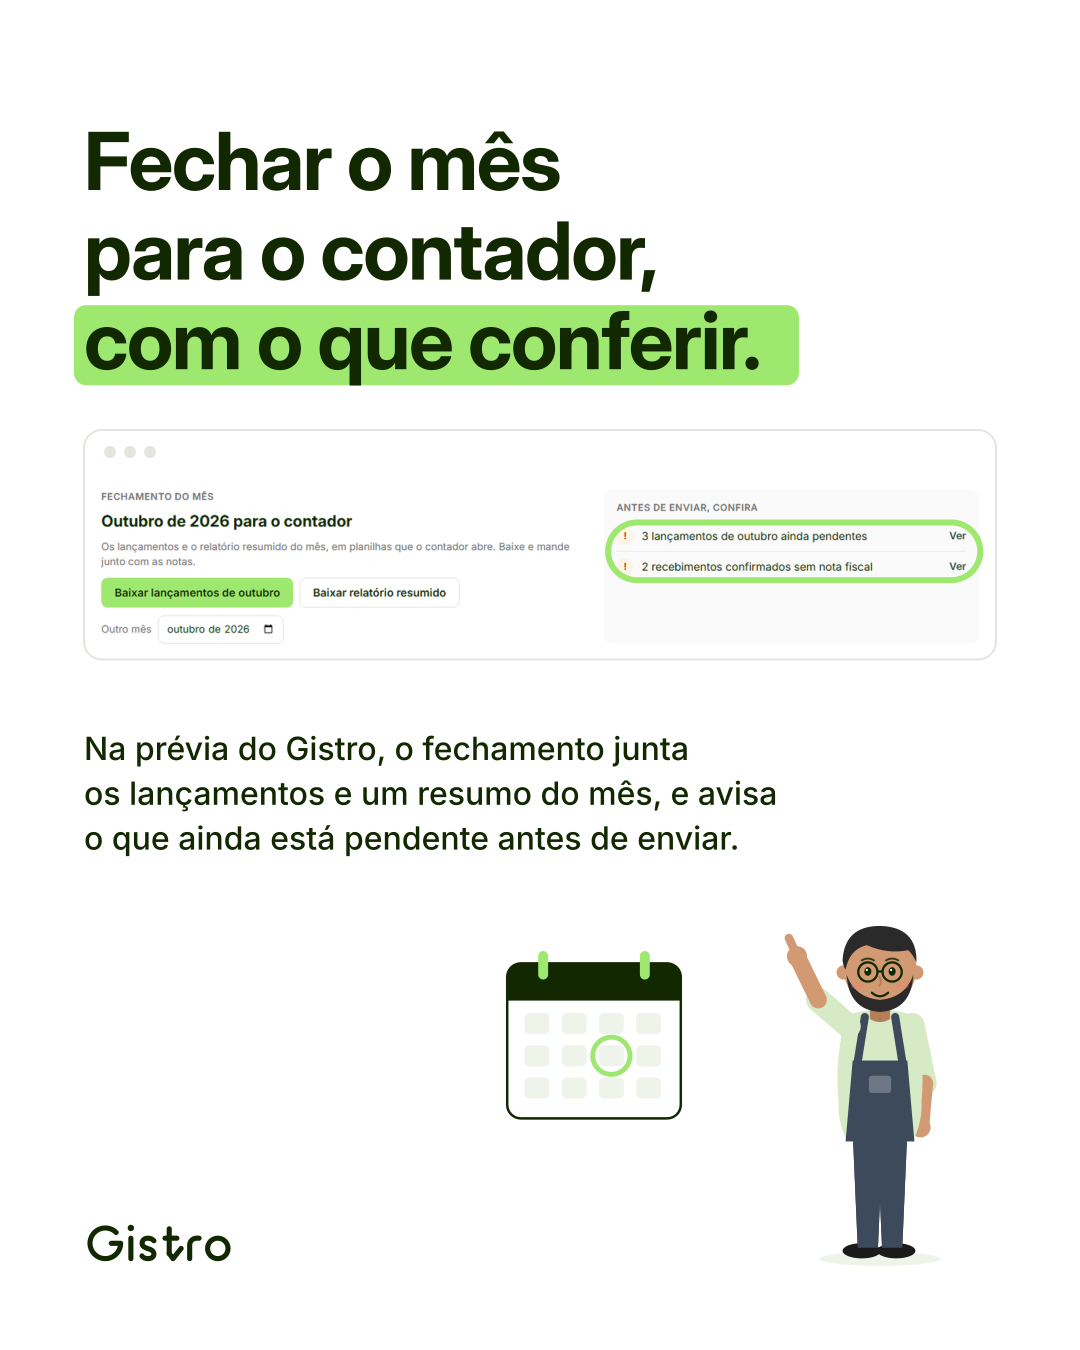 Fechar o mês
para o contador,
com o que conferir.
FECHAMENTO DO MÊS
Outubro de 2026 para o contador
Os lançamentos e o relatório resumido do mês, em planilhas que o contador abre. Baixe e mande
junto com as notas.
Baixar lançamentos de outubro
Baixar relatório resumido
Outro mês
outubro de 2026
ANTES DE ENVIAR, CONFIRA
! 3 lançamentos de outubro ainda pendentes Ver
! 2 recebimentos confirmados sem nota fiscal Ver
Na prévia do Gistro, o fechamento junta
os lançamentos e um resumo do mês, e avisa
o que ainda está pendente antes de enviar.
Gistro